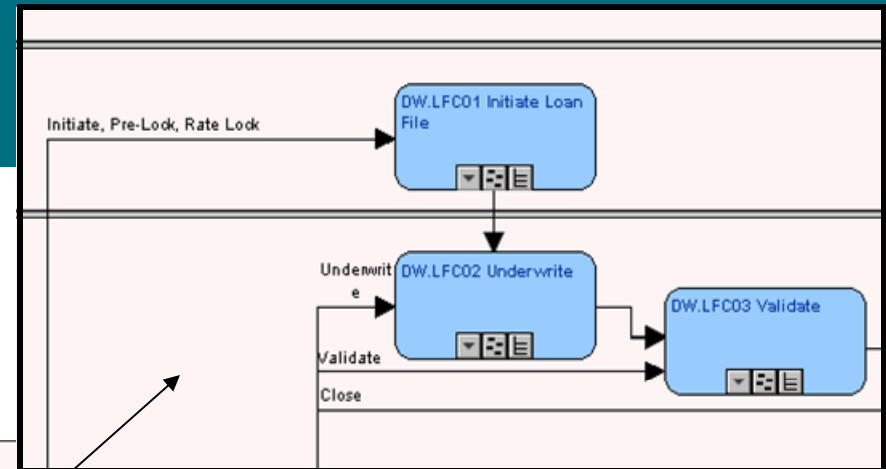 DW.LFC01 Initiate Loan
File
Initiate, Pre-Lock, Rate Lock
Underwrit
e
DW.LFC02 Underwrite
DW.LFC03 Validate
Validate
Close